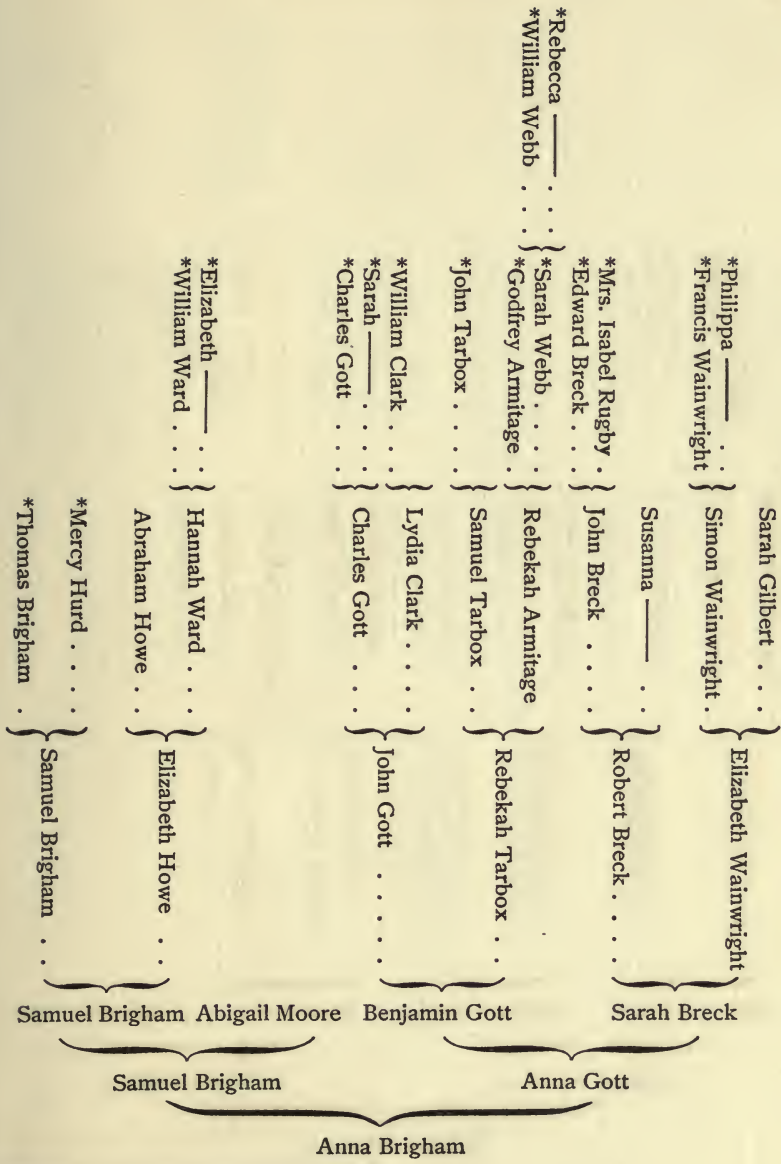 *Rebecca —— . . .
*William Webb . . .
*Philippa —— . .
*Francis Wainwright
*Mrs. Isabel Rugby .
*Edward Breck . . .
*Sarah Webb . . . .
*Godfrey Armitage .
*John Tarbox . . . .
*William Clark . . .
*Sarah —— . . . .
*Charles Gott . . .
*Elizabeth —— . .
*William Ward . . .
Sarah Gilbert . . .
Simon Wainwright .
Susanna —— . .
John Breck . . . .
Rebekah Armitage
Samuel Tarbox . .
Lydia Clark . . . .
Charles Gott . . .
Hannah Ward . . .
Abraham Howe . .
*Mercy Hurd . . . .
*Thomas Brigham .
Elizabeth Wainwright
Robert Breck . . . .
Rebekah Tarbox . .
John Gott . . . . .
Elizabeth Howe . .
Samuel Brigham . .
Samuel Brigham Abigail Moore Benjamin Gott Sarah Breck
Samuel Brigham Anna Gott
Anna Brigham